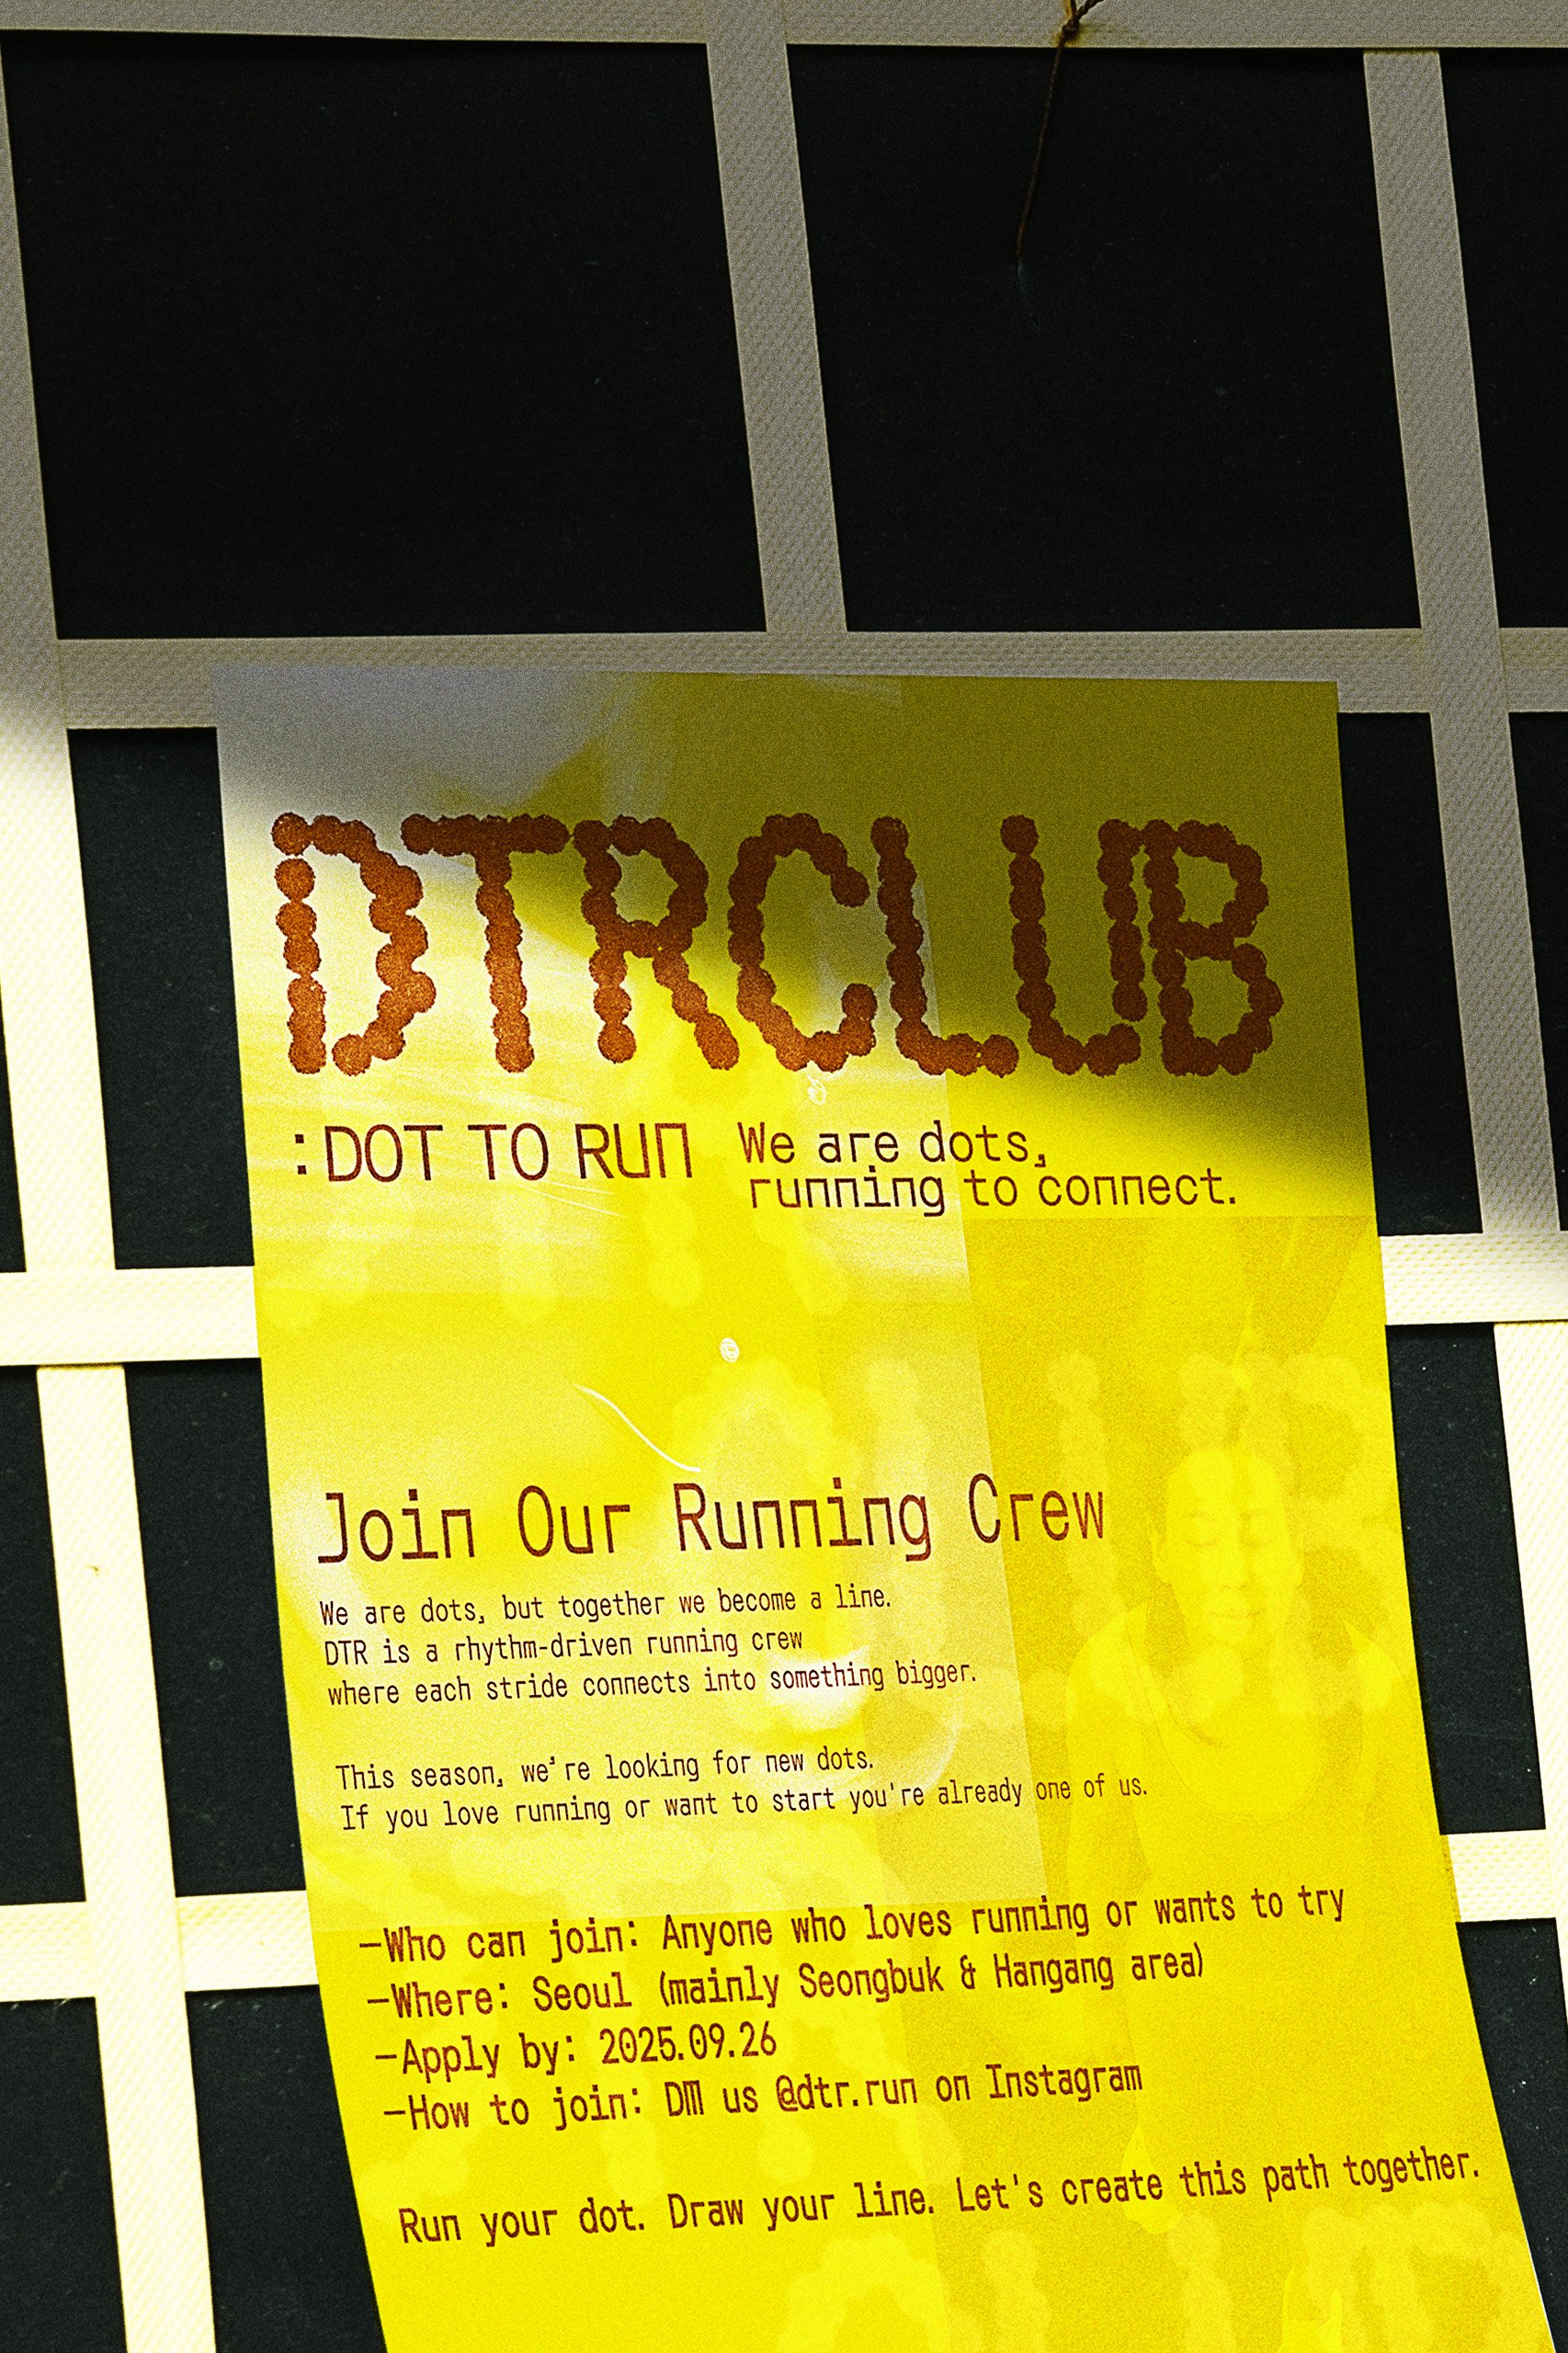 DTRCLUB
:DOT TO RUN
We are dots,
running to connect.
Join Our Running Crew
We are dots, but together we become a line.
DTR is a rhythm-driven running crew
where each stride connects into something bigger.
This season, we're looking for new dots.
If you love running or want to start you're already one of us.
—Who can join: Anyone who loves running or wants to try
—Where: Seoul (mainly Seongbuk & Hangang area)
—Apply by: 2025.09.26
—How to join: DM us @dtr.run on Instagram
Run your dot. Draw your line. Let's create this path together.